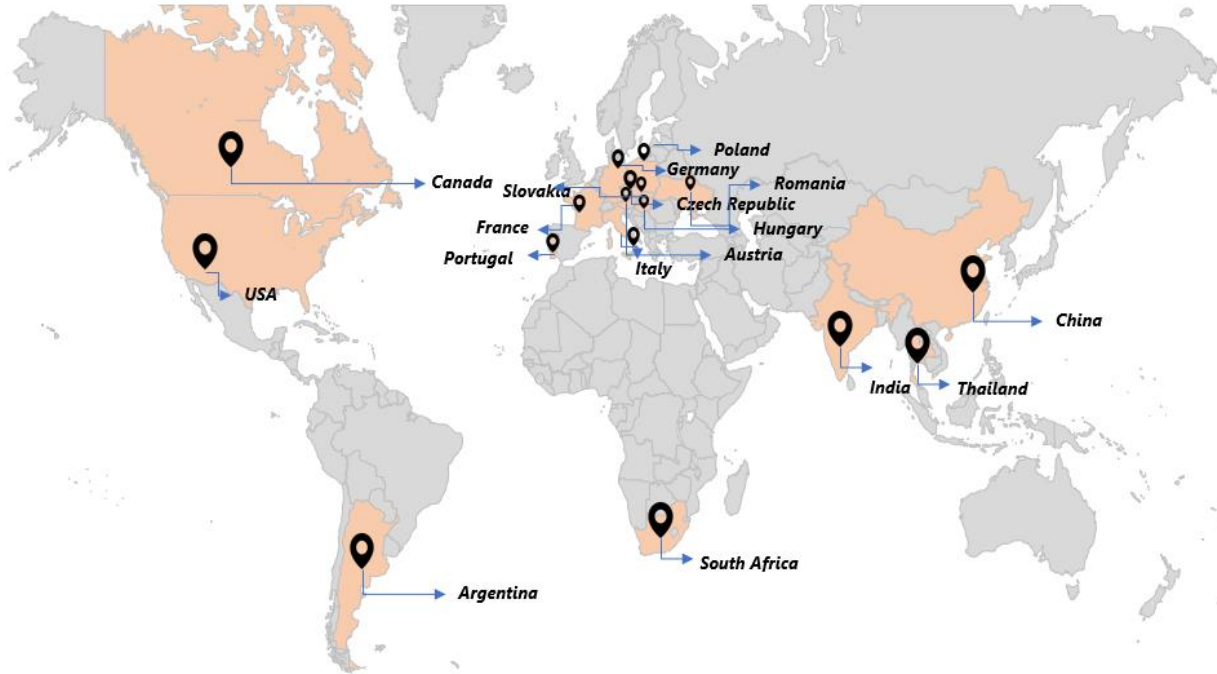 Poland
Germany
Canada
Slovakia
Romania
Czech Republic
France
Hungary
Portugal
Austria
Italy
USA
China
India
Thailand
South Africa
Argentina